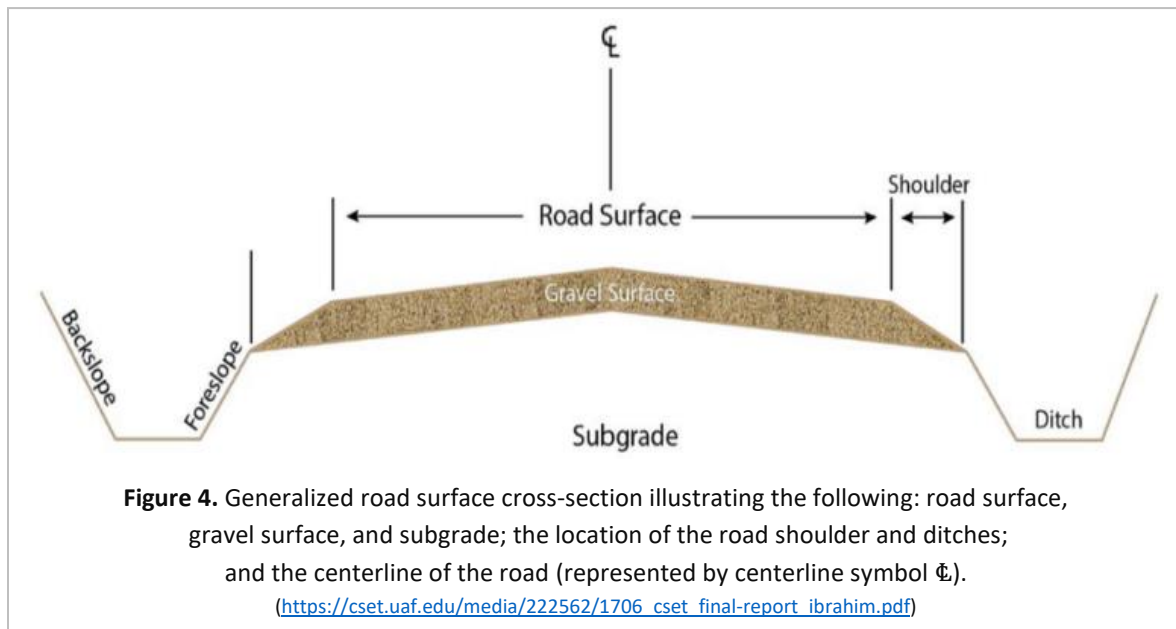 ℄
Shoulder
Road Surface
Gravel Surface
Backslope
Foreslope
Ditch
Subgrade
Figure 4. Generalized road surface cross-section illustrating the following: road surface,
gravel surface, and subgrade; the location of the road shoulder and ditches;
and the centerline of the road (represented by centerline symbol ℄).
(https://cset.uaf.edu/media/222562/1706_cset_final-report_ibrahim.pdf)